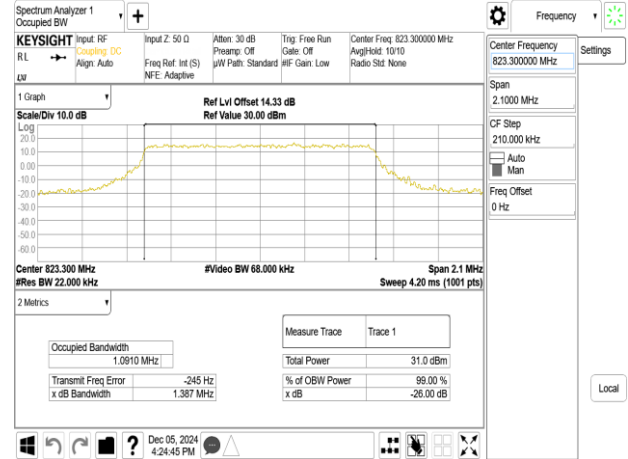 Spectrum Analyzer 1
Occupied BW
Frequency
KEYSIGHT Input: RF Input Z: 50 Ω Atten: 30 dB Trig: Free Run Center Freq: 823.300000 MHz
RL Coupling: DC Preamp: Off Gate: Off Avg|Hold: 10/10
Align: Auto Freq Ref: Int (S) µW Path: Standard #IF Gain: Low Radio Std: None
LXI NFE: Adaptive
Center Frequency
823.300000 MHz
Settings
Span
2.1000 MHz
CF Step
210.000 kHz
Auto
Man
Freq Offset
0 Hz
Local
1 Graph
Ref Lvl Offset 14.33 dB
Scale/Div 10.0 dB Ref Value 30.00 dBm
Log
20.0
10.0
0.00
-10.0
-20.0
-30.0
-40.0
-50.0
-60.0
Center 823.300 MHz #Video BW 68.000 kHz Span 2.1 MHz
#Res BW 22.000 kHz Sweep 4.20 ms (1001 pts)
2 Metrics
Measure Trace Trace 1
Occupied Bandwidth
1.0910 MHz
Total Power 31.0 dBm
Transmit Freq Error -245 Hz % of OBW Power 99.00 %
x dB Bandwidth 1.387 MHz x dB -26.00 dB
? Dec 05, 2024
4:24:45 PM